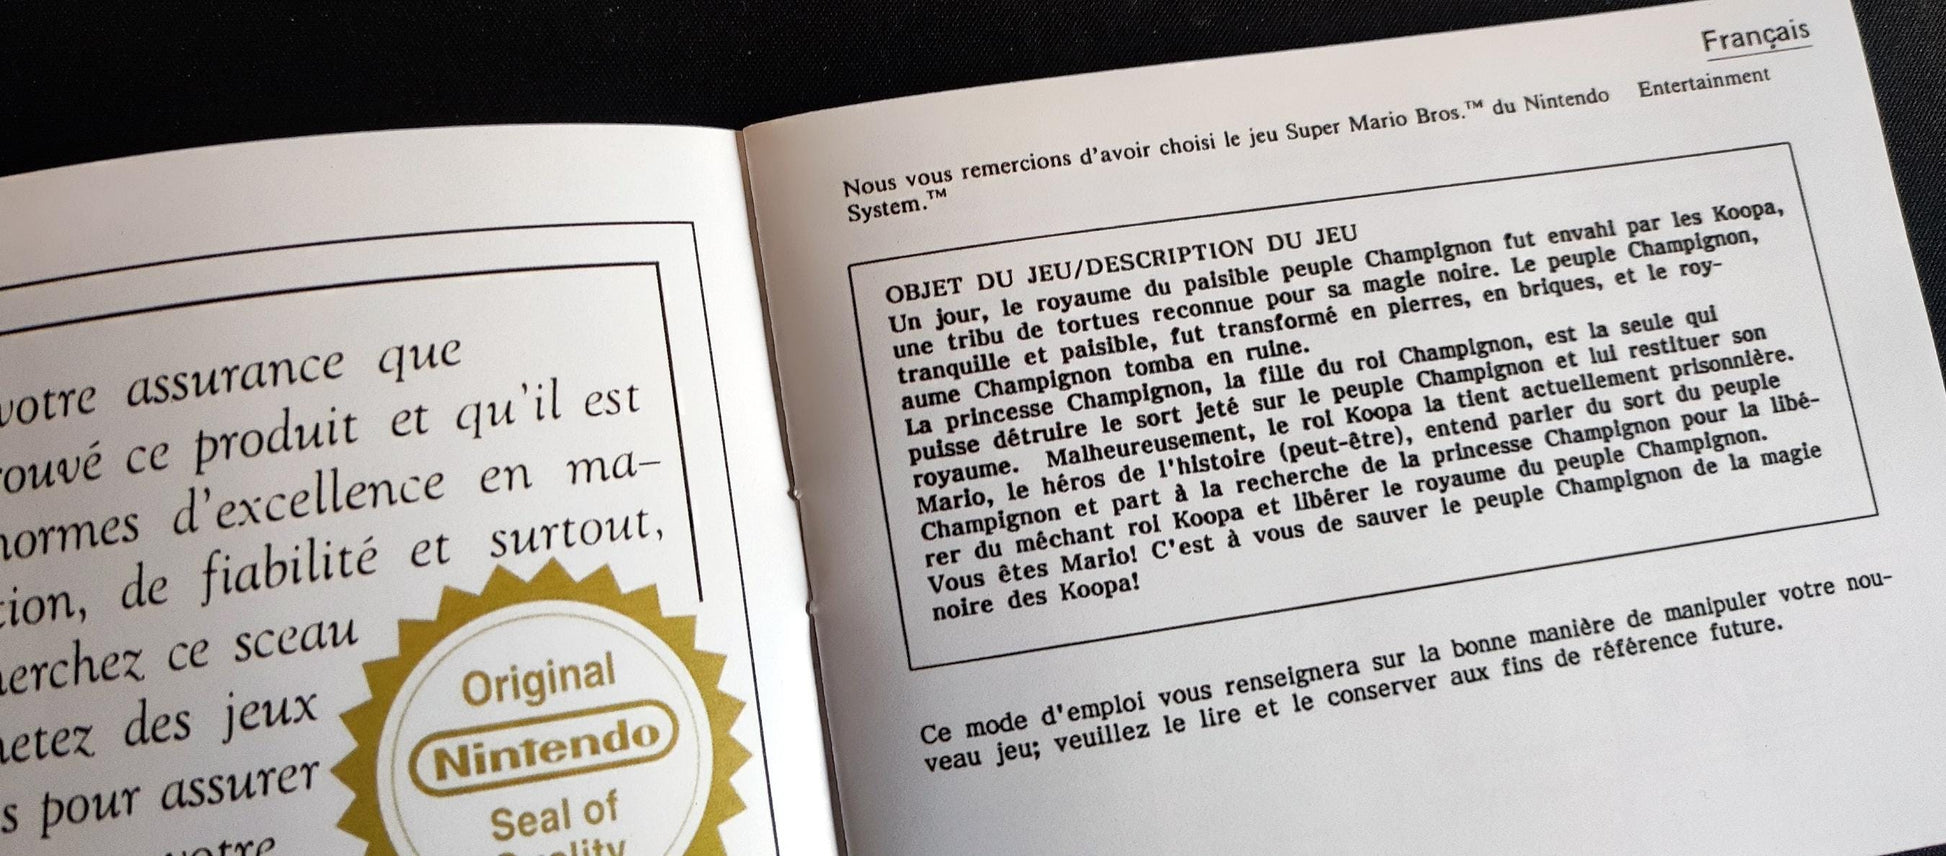 votre assurance que
ce produit et qu'il est
normes d'excellence en ma-
de fiabilité et surtout,
ce sceau
des jeux
pour assurer
Original
Nintendo
Seal of
Français
Nous vous remercions d'avoir choisi le jeu Super Mario Bros.™ du Nintendo Entertainment
System.™
OBJET DU JEU/DESCRIPTION DU JEU
Un jour, le royaume du paisible peuple Champignon fut envahi par les Koopa,
une tribu de tortues reconnue pour sa magie noire. Le peuple Champignon,
tranquille et paisible, fut transformé en pierres, en briques, et le roy-
aume Champignon tomba en ruine.
La princesse Champignon, la fille du roi Champignon, est la seule qui
puisse détruire le sort jeté sur le peuple Champignon et lui restituer son
royaume. Malheureusement, le roi Koopa la tient actuellement prisonnière.
Mario, le héros de l'histoire (peut-être), entend parler du sort du peuple
Champignon et part à la recherche de la princesse Champignon pour la libé-
rer du mêchant roi Koopa et libérer le royaume du peuple Champignon.
Vous êtes Mario! C'est à vous de sauver le peuple Champignon de la magie
noire des Koopa!
Ce mode d'emploi vous renseignera sur la bonne manière de manipuler votre nou-
veau jeu; veuillez le lire et le conserver aux fins de référence future.